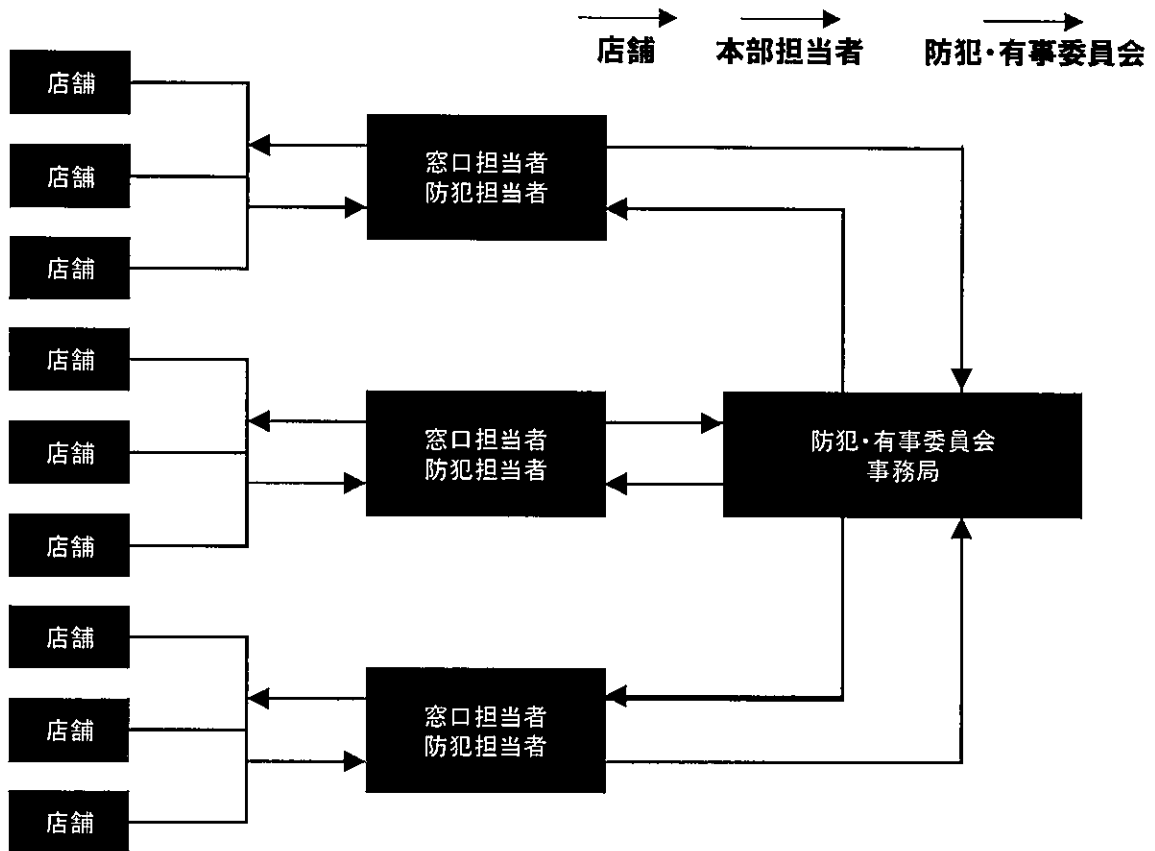 店舗
本部担当者
防犯・有事委員会
店舗
店舗
店舗
店舗
店舗
店舗
店舗
店舗
店舗
窓口担当者
防犯担当者
窓口担当者
防犯担当者
窓口担当者
防犯担当者
防犯・有事委員会
事務局